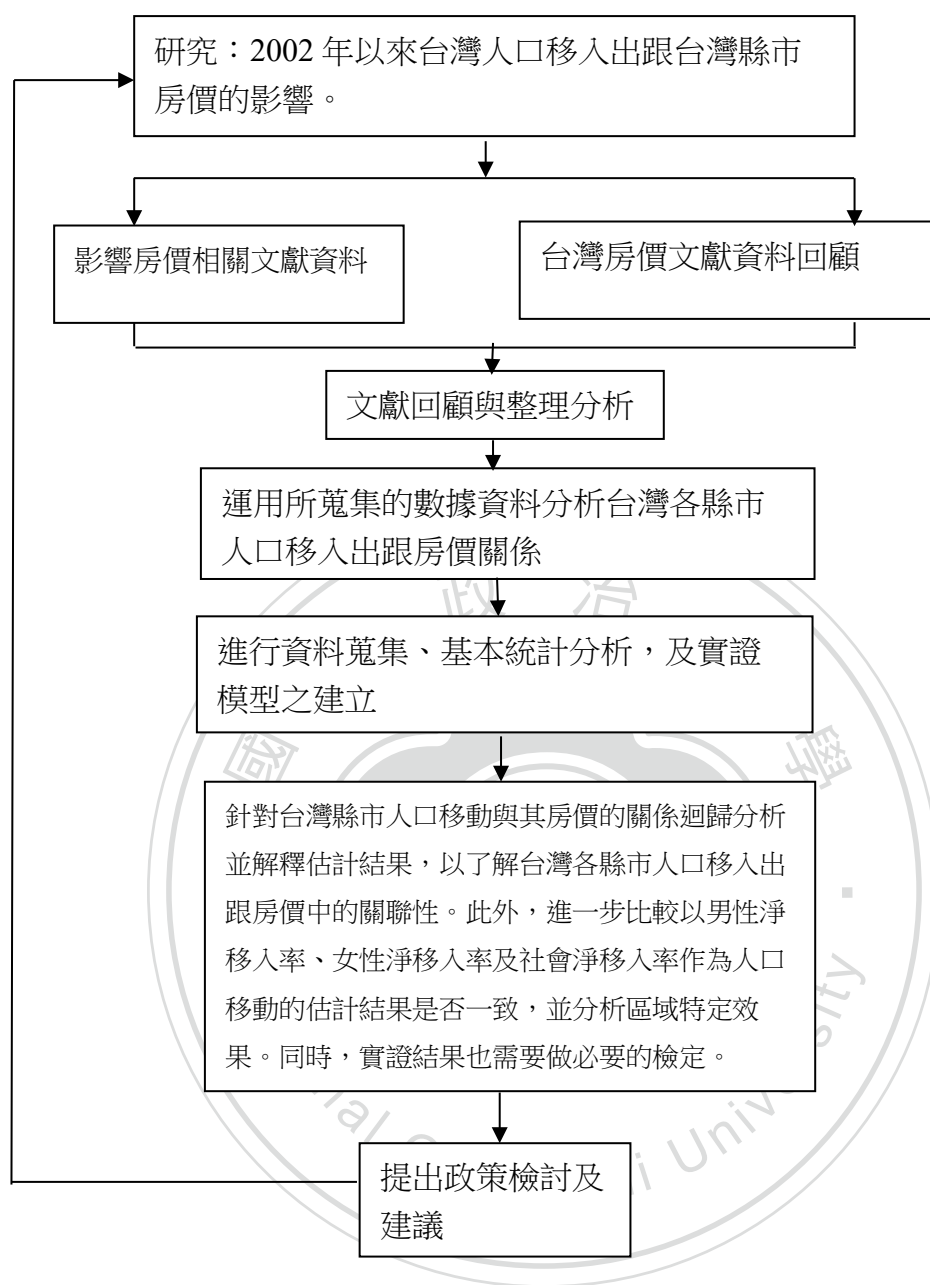 研究：2002 年以來台灣人口移入出跟台灣縣市
房價的影響。
影響房價相關文獻資料
台灣房價文獻資料回顧
文獻回顧與整理分析
運用所蒐集的數據資料分析台灣各縣市
人口移入出跟房價關係
進行資料蒐集、基本統計分析，及實證
模型之建立
針對台灣縣市人口移動與其房價的關係迴歸分析
並解釋估計結果，以了解台灣各縣市人口移入出
跟房價中的關聯性。此外，進一步比較以男性淨
移入率、女性淨移入率及社會淨移入率作為人口
移動的估計結果是否一致，並分析區域特定效
果。同時，實證結果也需要做必要的檢定。
提出政策檢討及
建議